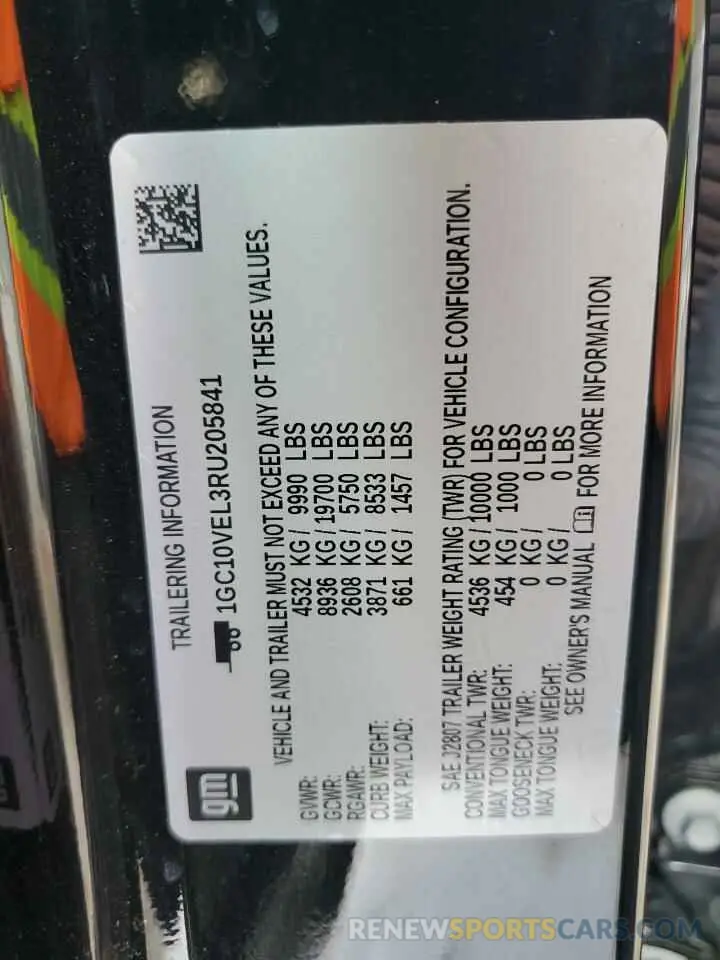 TRAILERING INFORMATION
1GC10VEL3RU205841
gm
VEHICLE AND TRAILER MUST NOT EXCEED ANY OF THESE VALUES.
GVWR: 4532 KG / 9990 LBS
GCWR: 8936 KG / 19700 LBS
RGAWR: 2608 KG / 5750 LBS
CURB WEIGHT: 3871 KG / 8533 LBS
MAX PAYLOAD: 661 KG / 1457 LBS
SAE J2807 TRAILER WEIGHT RATING (TWR) FOR VEHICLE CONFIGURATION.
CONVENTIONAL TWR: 4536 KG / 10000 LBS
MAX TONGUE WEIGHT: 454 KG / 1000 LBS
GOOSENECK TWR: 0 KG / 0 LBS
MAX TONGUE WEIGHT: 0 KG / 0 LBS
SEE OWNER'S MANUAL FOR MORE INFORMATION
RENEWSPORTSCARS.COM